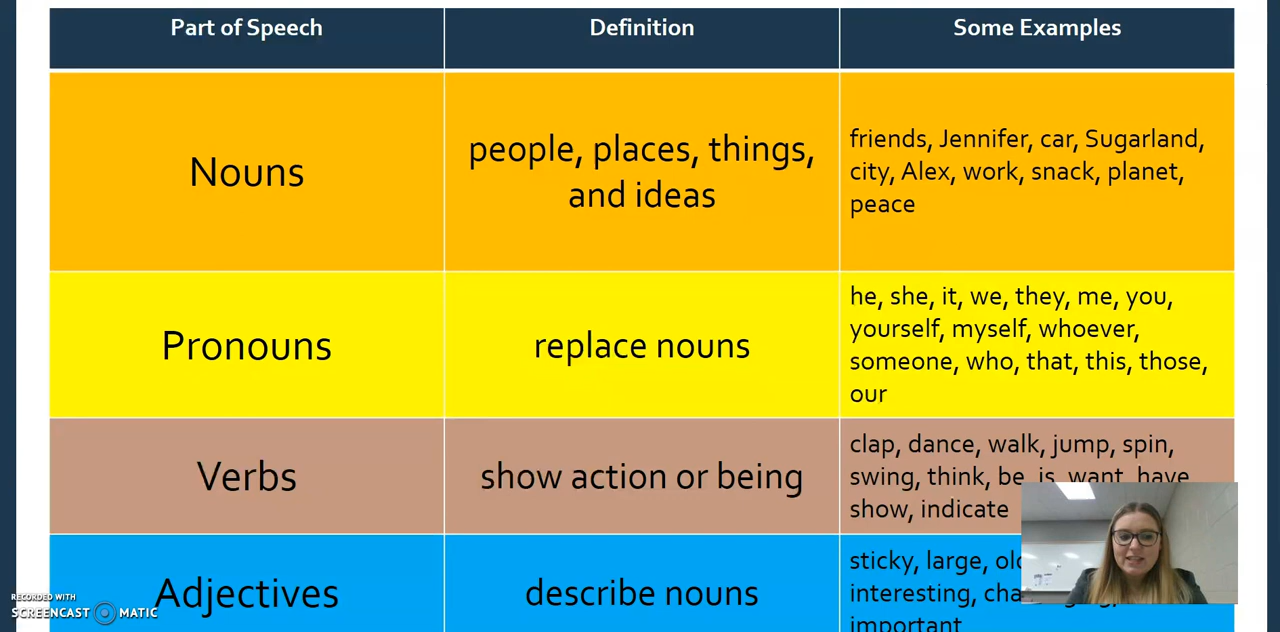 Part of Speech
Definition
Some Examples
Nouns
people, places, things,
and ideas
friends, Jennifer, car, Sugarland,
city, Alex, work, snack, planet,
peace
Pronouns
replace nouns
he, she, it, we, they, me, you,
yourself, myself, whoever,
someone, who, that, this, those,
our
Verbs
show action or being
clap, dance, walk, jump, spin,
swing, think, be, is, want, have
show, indicate
Adjectives
describe nouns
sticky, large,
interesting,
important
RECORDED WITH
SCREENCAST MATIC